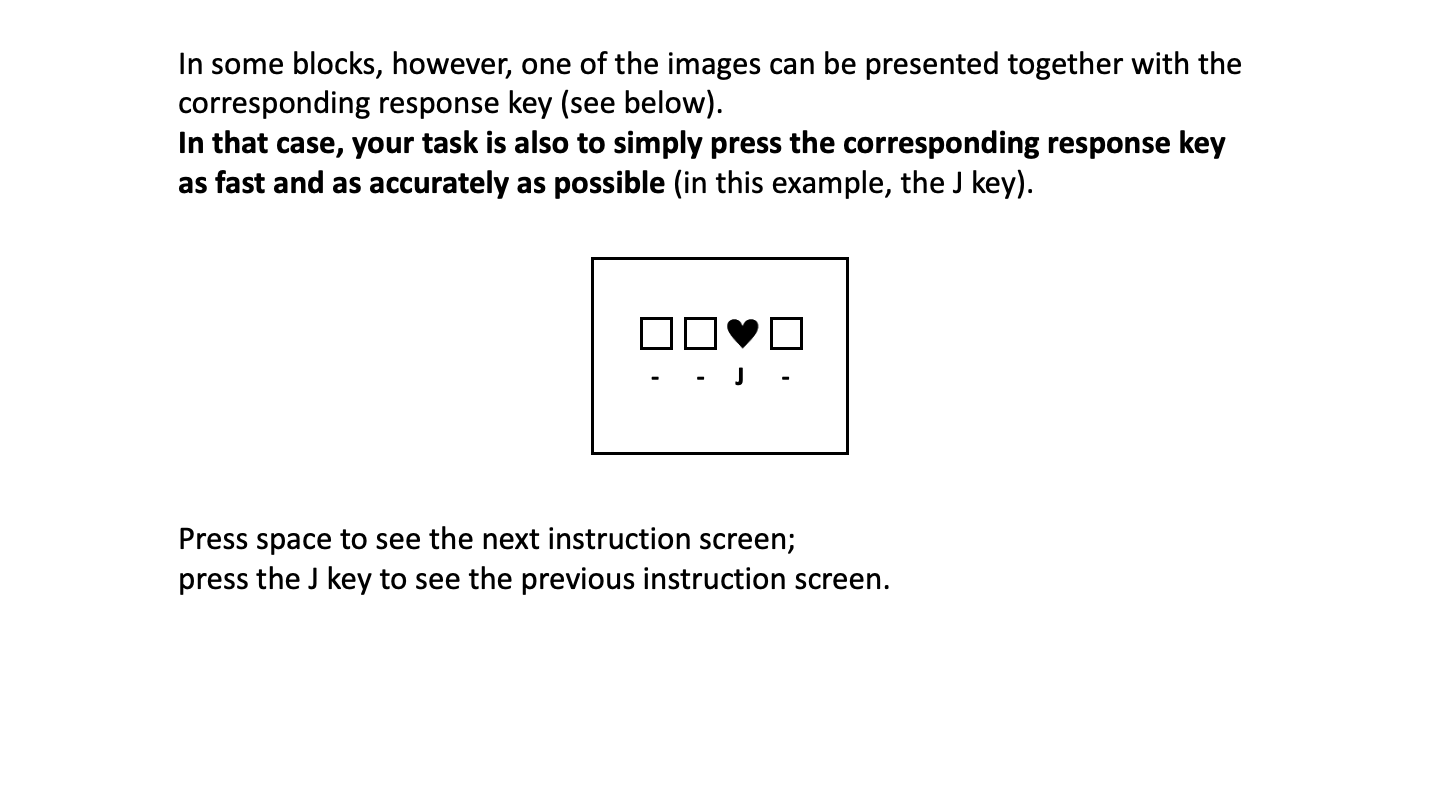 In some blocks, however, one of the images can be presented together with the
corresponding response key (see below).
In that case, your task is also to simply press the corresponding response key
as fast and as accurately as possible (in this example, the J key).
- - J -
Press space to see the next instruction screen;
press the J key to see the previous instruction screen.